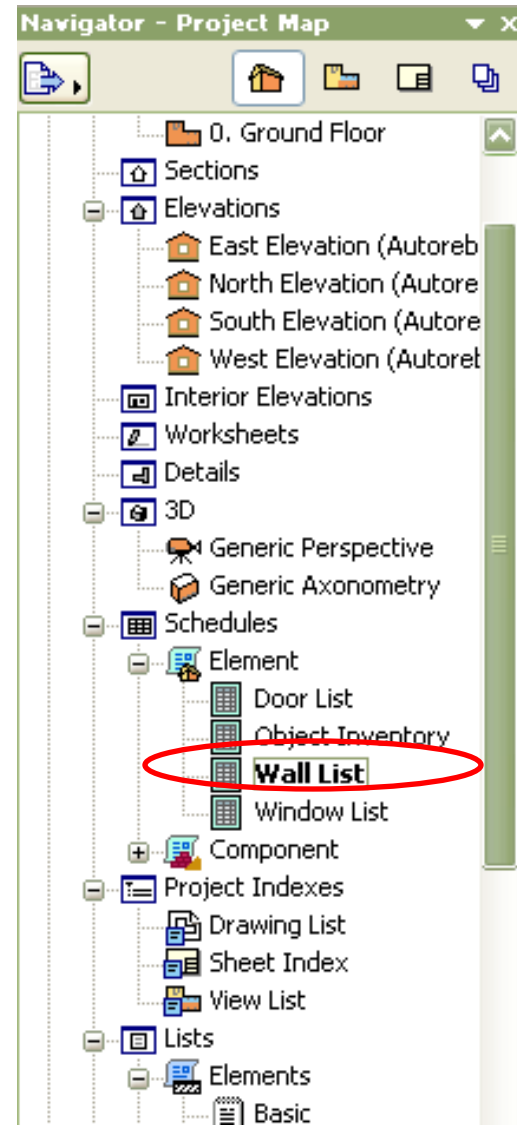 Navigator - Project Map
0. Ground Floor
Sections
Elevations
East Elevation (Autoreb
North Elevation (Autore
South Elevation (Autore
West Elevation (Autoreb
Interior Elevations
Worksheets
Details
3D
Generic Perspective
Generic Axonometry
Schedules
Element
Door List
Object Inventory
Wall List
Window List
Component
Project Indexes
Drawing List
Sheet Index
View List
Lists
Elements
Basic